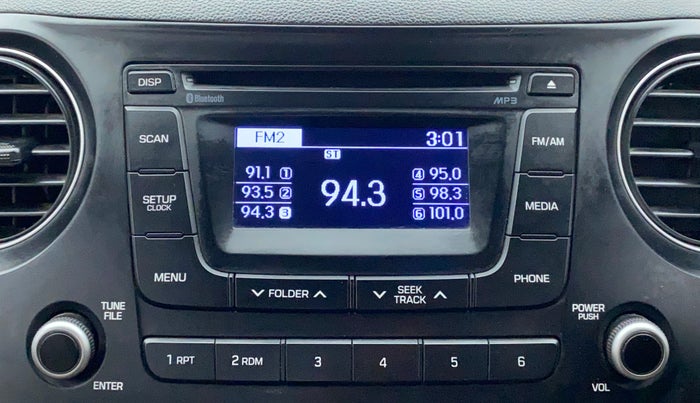 DISP
Bluetooth
MP3
SCAN
FM2
3:01
FM/AM
ST
91.1 1
4 95.0
93.5 2
94.3
5 98.3
94.3 3
6 101.0
SETUP
CLOCK
MEDIA
MENU
FOLDER
SEEK
TRACK
PHONE
TUNE
FILE
POWER
PUSH
1 RPT
2 RDM
3
4
5
6
ENTER
VOL